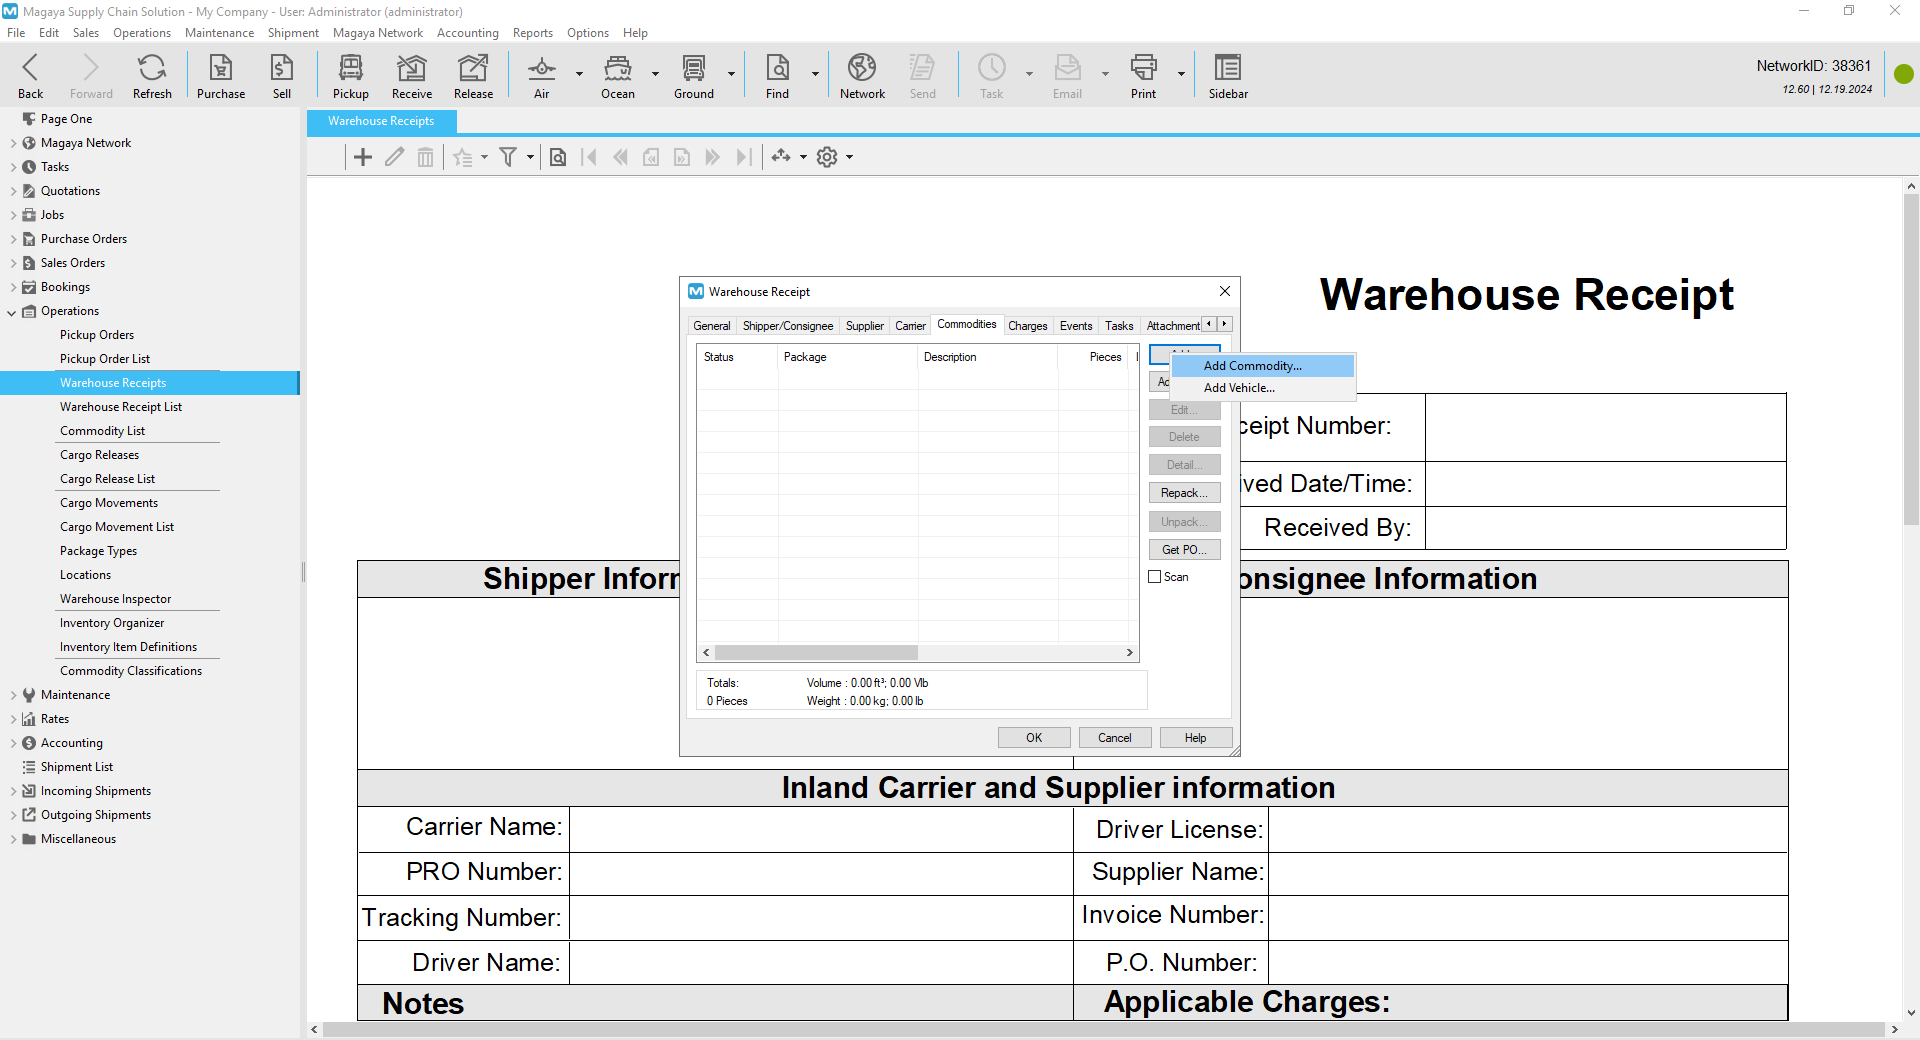 Magaya Supply Chain Solution - My Company - User: Administrator (administrator)
File Edit Sales Operations Maintenance Shipment Magaya Network Accounting Reports Options Help
Back Forward Refresh Purchase Sell Pickup Receive Release Air Ocean Ground Find Network Send Task Email Print Sidebar
NetworkID: 38361
12.60 | 12.19.2024
Page One
Magaya Network
Tasks
Quotations
Jobs
Purchase Orders
Sales Orders
Bookings
Operations
Pickup Orders
Pickup Order List
Warehouse Receipts
Warehouse Receipt List
Commodity List
Cargo Releases
Cargo Release List
Cargo Movements
Cargo Movement List
Package Types
Locations
Warehouse Inspector
Inventory Organizer
Inventory Item Definitions
Commodity Classifications
Maintenance
Rates
Accounting
Shipment List
Incoming Shipments
Outgoing Shipments
Miscellaneous
Warehouse Receipts
Warehouse Receipt
ceipt Number:
ived Date/Time:
Received By:
Warehouse Receipt
General Shipper/Consignee Supplier Carrier Commodities Charges Events Tasks Attachment
Status Package Description Pieces
Add Commodity...
Add Vehicle...
Edit...
Delete
Detail...
Repack...
Unpack...
Get PO...
Scan
Totals: Volume : 0.00 ft³; 0.00 Vlb
0 Pieces Weight : 0.00 kg; 0.00 lb
OK Cancel Help
Shipper Inforr onsignee Information
Inland Carrier and Supplier information
Carrier Name: Driver License:
PRO Number: Supplier Name:
Tracking Number: Invoice Number:
Driver Name: P.O. Number:
Notes Applicable Charges: